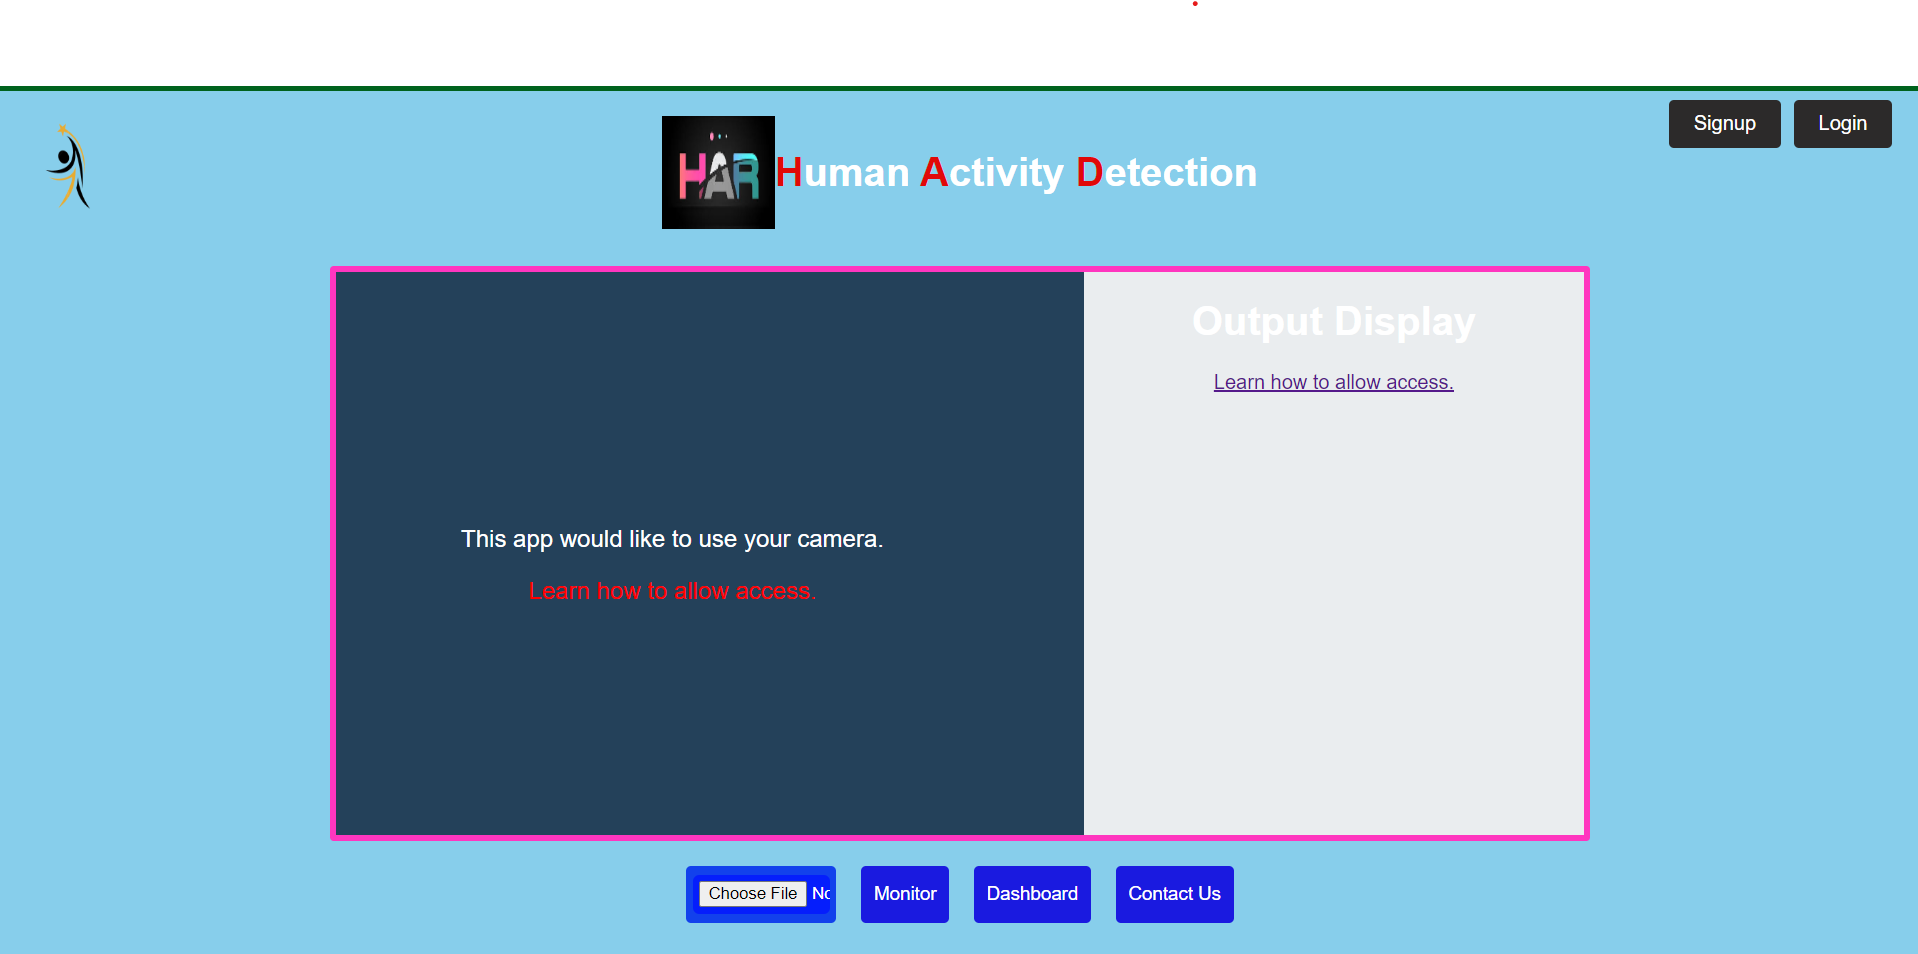 Signup Login
HAR Human Activity Detection
Output Display
Learn how to allow access.
This app would like to use your camera.
Learn how to allow access.
Choose File No
Monitor
Dashboard
Contact Us